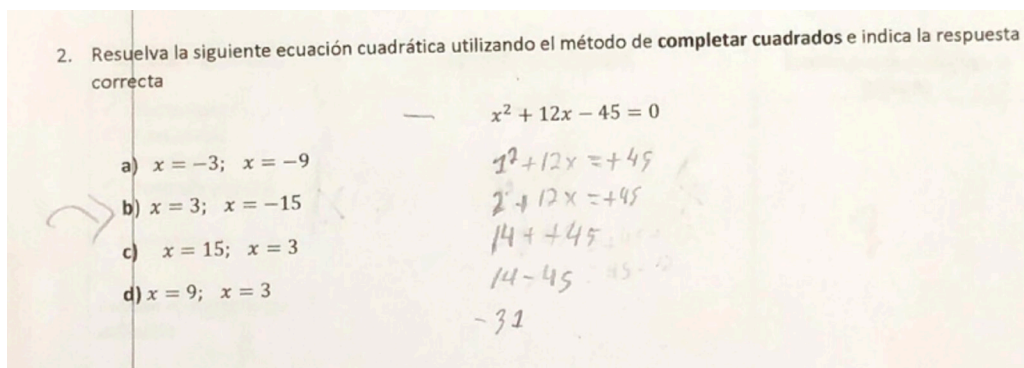 2. Resuelva la siguiente ecuación cuadrática utilizando el método de completar cuadrados e indica la respuesta
correcta
x² + 12x − 45 = 0
a) x = −3; x = −9
b) x = 3; x = −15
c) x = 15; x = 3
d) x = 9; x = 3
1² + 12x = +45
2 + 12x = +45
14 + +45
14 - 45
-31